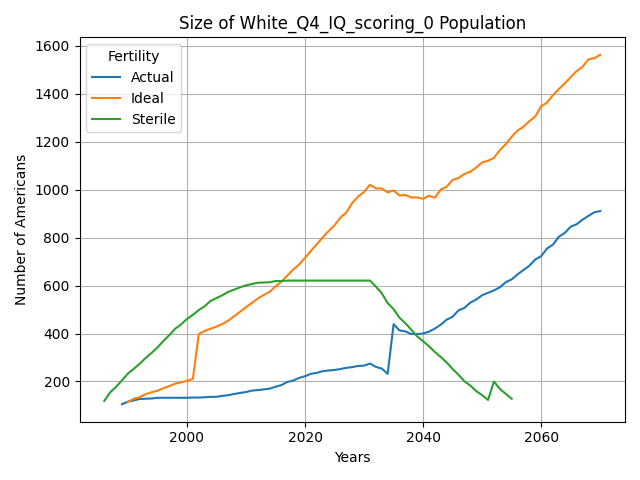 Size of White_Q4_IQ_scoring_0 Population
Number of Americans
1600
1400
1200
1000
800
600
400
200
Fertility
Actual
Ideal
Sterile
2000
2020
2040
2060
Years